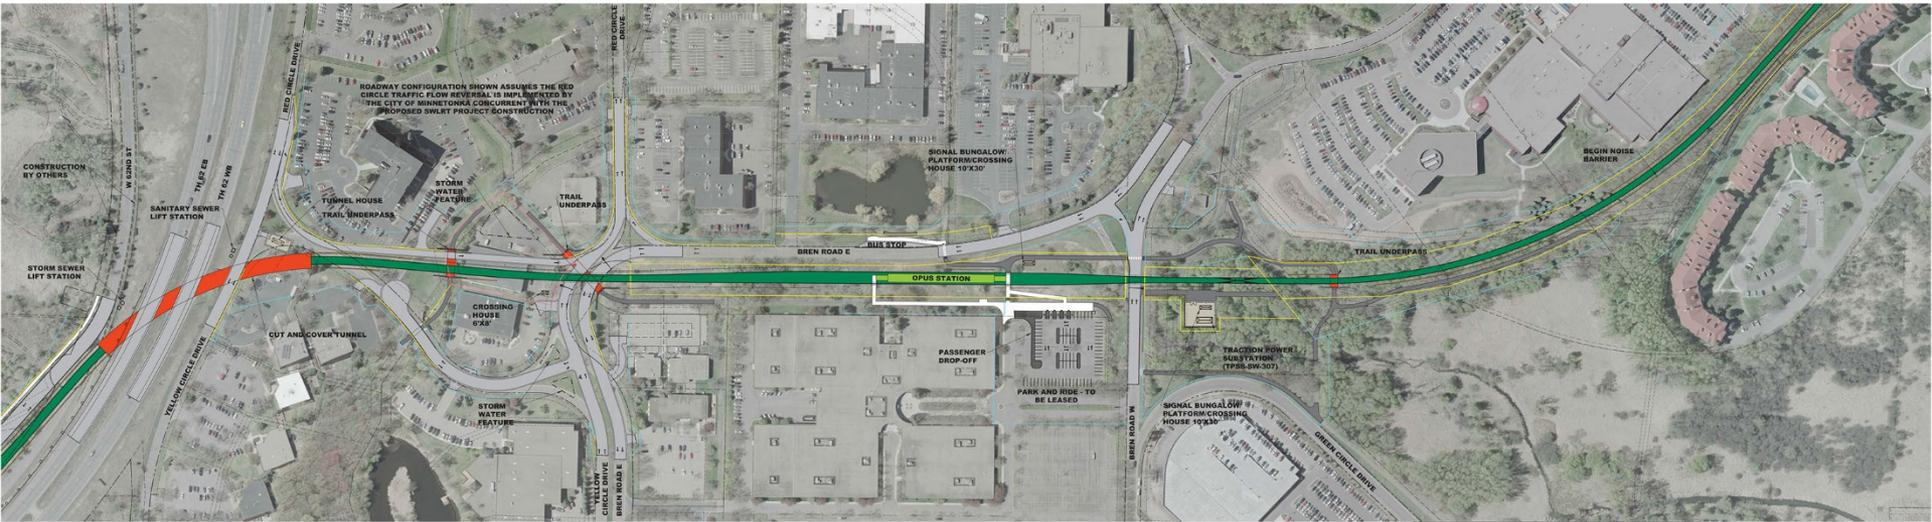 RED CIRCLE DRIVE
RED CIRCLE
DRIVE
ROADWAY CONFIGURATION SHOWN ASSUMES THE RED
CIRCLE TRAFFIC FLOW REVERSAL IS IMPLEMENTED BY
THE CITY OF MINNETONKA CONCURRENT WITH THE
PROPOSED SWLRT PROJECT CONSTRUCTION
CONSTRUCTION
BY OTHERS
W 62ND ST
TH 62 EB
TH 62 WB
SANITARY SEWER
LIFT STATION
STORM SEWER
LIFT STATION
TUNNEL HOUSE
TRAIL UNDERPASS
STORM
WATER
FEATURE
TRAIL
UNDERPASS
SIGNAL BUNGALOW
PLATFORM/CROSSING
HOUSE 10'X30'
BEGIN NOISE
BARRIER
BUS STOP
BREN ROAD E
TRAIL UNDERPASS
OPUS STATION
CROSSING
HOUSE
6'X8'
CUT AND COVER TUNNEL
YELLOW CIRCLE DRIVE
PASSENGER
DROP-OFF
TRACTION POWER
SUBSTATION
(TPSS-SW-307)
PARK AND RIDE - TO
BE LEASED
STORM
WATER
FEATURE
SIGNAL BUNGALOW
PLATFORM/CROSSING
HOUSE 10'X30'
BREN ROAD W
GREEN CIRCLE DRIVE
YELLOW
CIRCLE DRIVE
BREN ROAD E